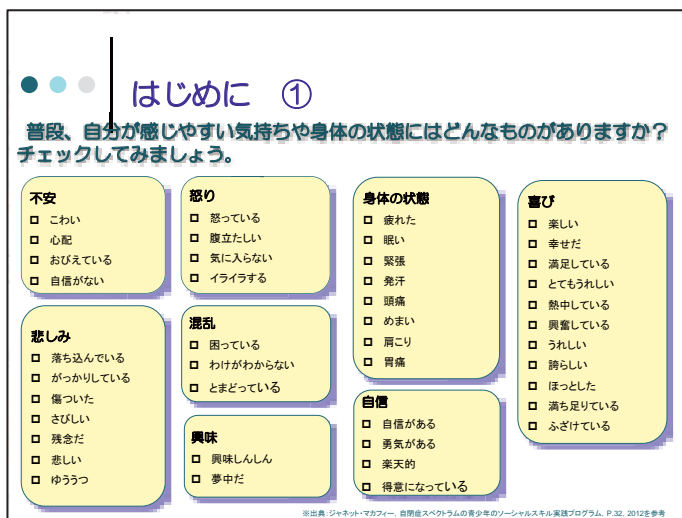 はじめに ①
普段、自分が感じやすい気持ちや身体の状態にはどんなものがありますか？
チェックしてみましょう。
不安
□ こわい
□ 心配
□ おびえている
□ 自信がない
悲しみ
□ 落ち込んでいる
□ がっかりしている
□ 傷ついた
□ さびしい
□ 残念だ
□ 悲しい
□ ゆううつ
怒り
□ 怒っている
□ 腹立たしい
□ 気に入らない
□ イライラする
混乱
□ 困っている
□ わけがわからない
□ とまどっている
興味
□ 興味しんしん
□ 夢中だ
身体の状態
□ 疲れた
□ 眠い
□ 緊張
□ 発汗
□ 頭痛
□ めまい
□ 肩こり
□ 胃痛
自信
□ 自信がある
□ 勇気がある
□ 楽天的
□ 得意になっている
喜び
□ 楽しい
□ 幸せだ
□ 満足している
□ とてもうれしい
□ 熱中している
□ 興奮している
□ うれしい
□ 誇らしい
□ ほっとした
□ 満ち足りている
□ ふざけている
※出典：ジャネット・マカフィー, 自閉症スペクトラムの青少年のソーシャルスキル実践プログラム, P.32, 2012を参考